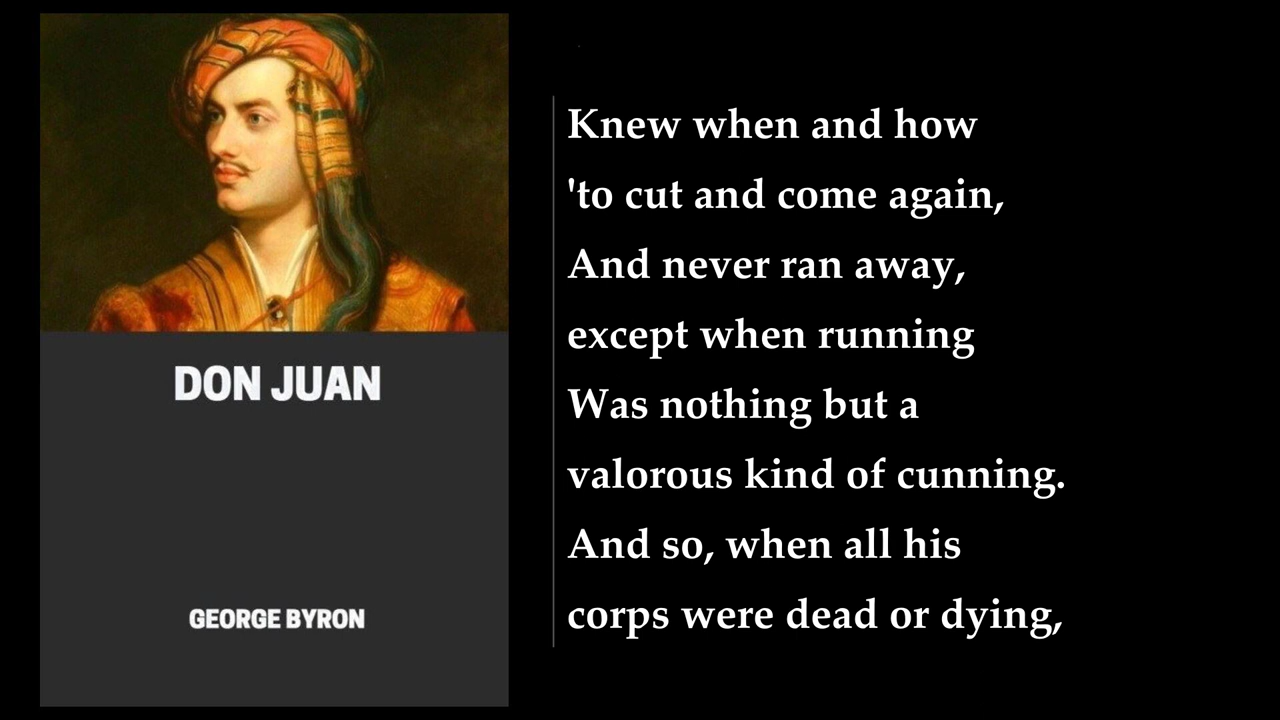 DON JUAN
GEORGE BYRON
Knew when and how
'to cut and come again,
And never ran away,
except when running
Was nothing but a
valorous kind of cunning.
And so, when all his
corps were dead or dying,